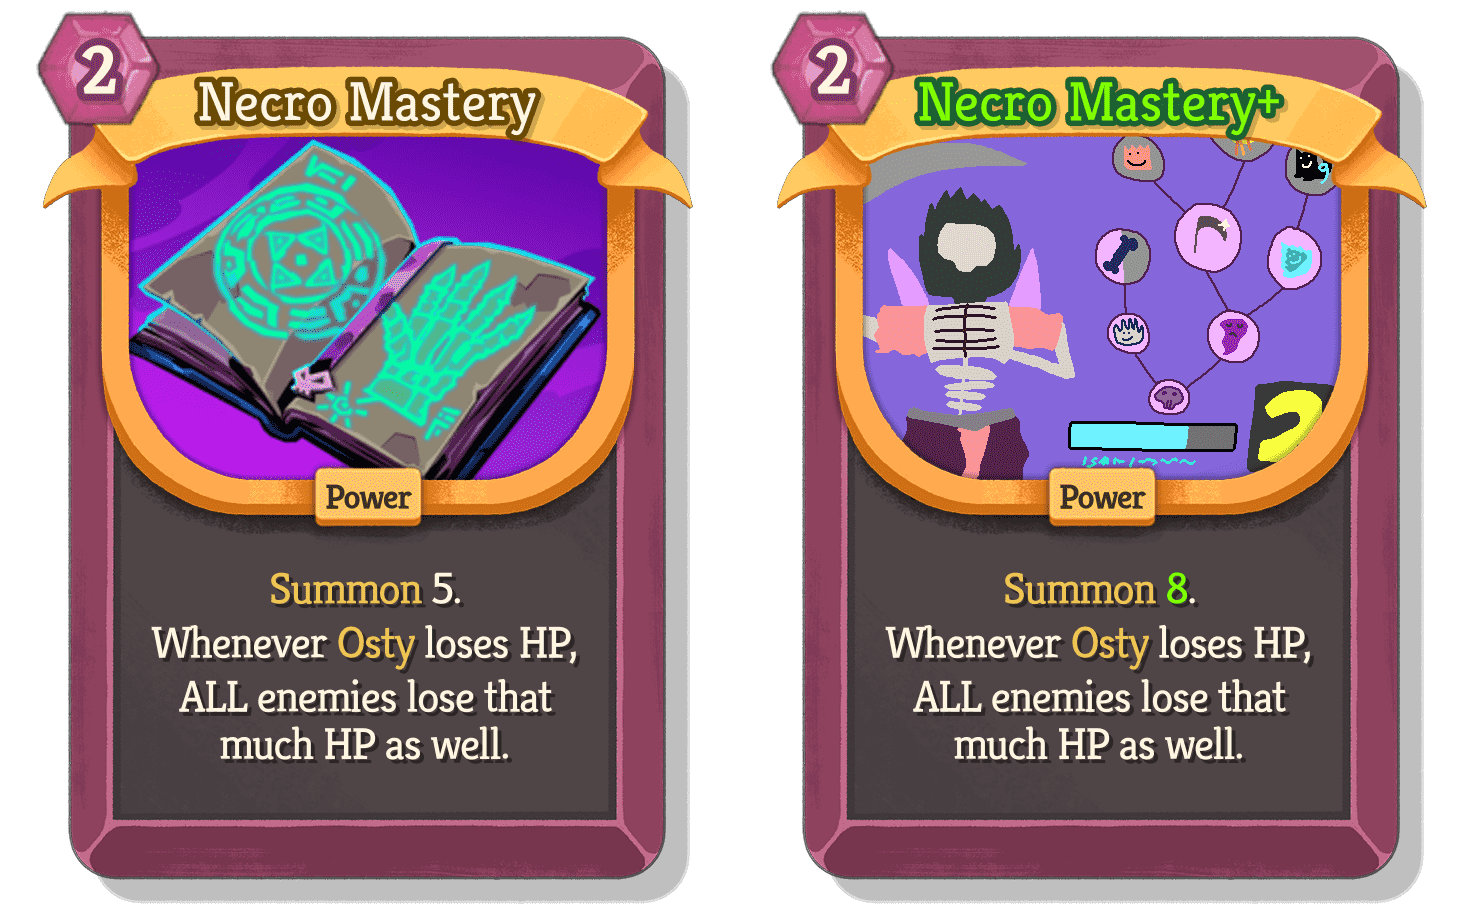 2
Necro Mastery
Power
Summon 5.
Whenever Osty loses HP,
ALL enemies lose that
much HP as well.
2
Necro Mastery+
Power
Summon 8.
Whenever Osty loses HP,
ALL enemies lose that
much HP as well.